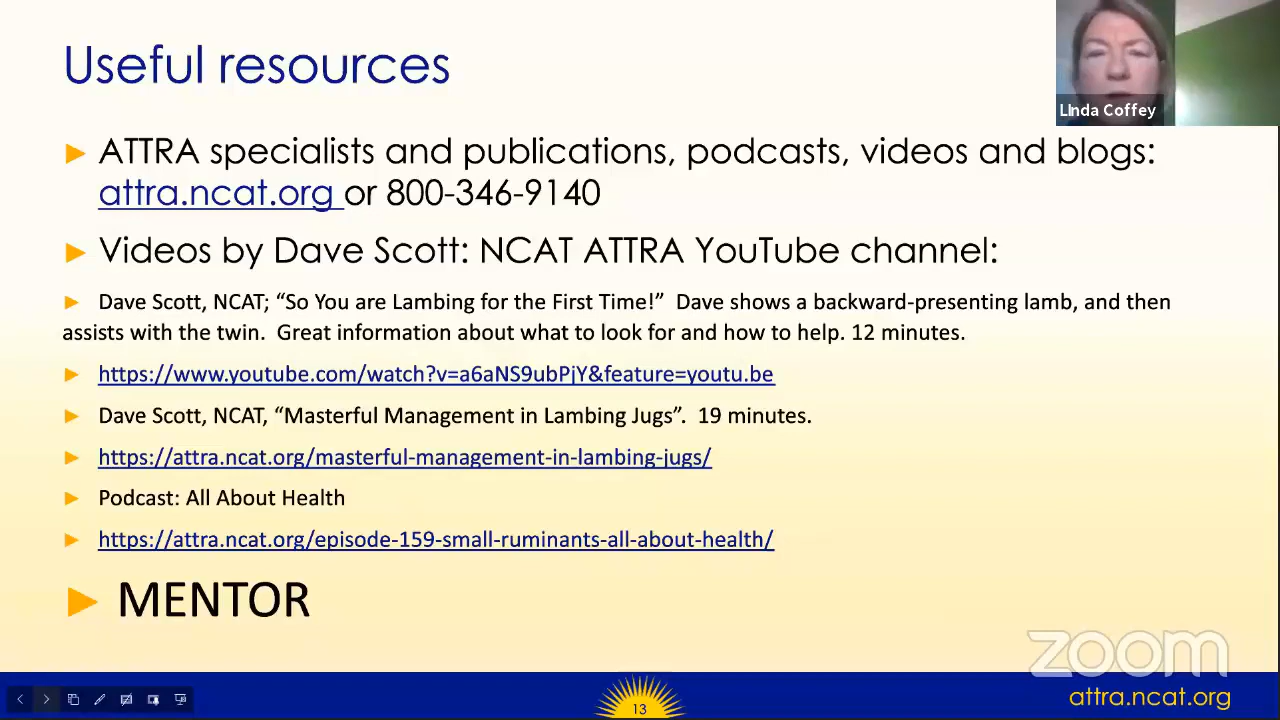 Useful resources
Linda Coffey
► ATTRA specialists and publications, podcasts, videos and blogs:
attra.ncat.org or 800-346-9140
► Videos by Dave Scott: NCAT ATTRA YouTube channel:
► Dave Scott, NCAT; “So You are Lambing for the First Time!” Dave shows a backward-presenting lamb, and then
assists with the twin. Great information about what to look for and how to help. 12 minutes.
► https://www.youtube.com/watch?v=a6aNS9ubPjY&feature=youtu.be
► Dave Scott, NCAT, “Masterful Management in Lambing Jugs”. 19 minutes.
► https://attra.ncat.org/masterful-management-in-lambing-jugs/
► Podcast: All About Health
► https://attra.ncat.org/episode-159-small-ruminants-all-about-health/
► MENTOR
zoom
13
attra.ncat.org